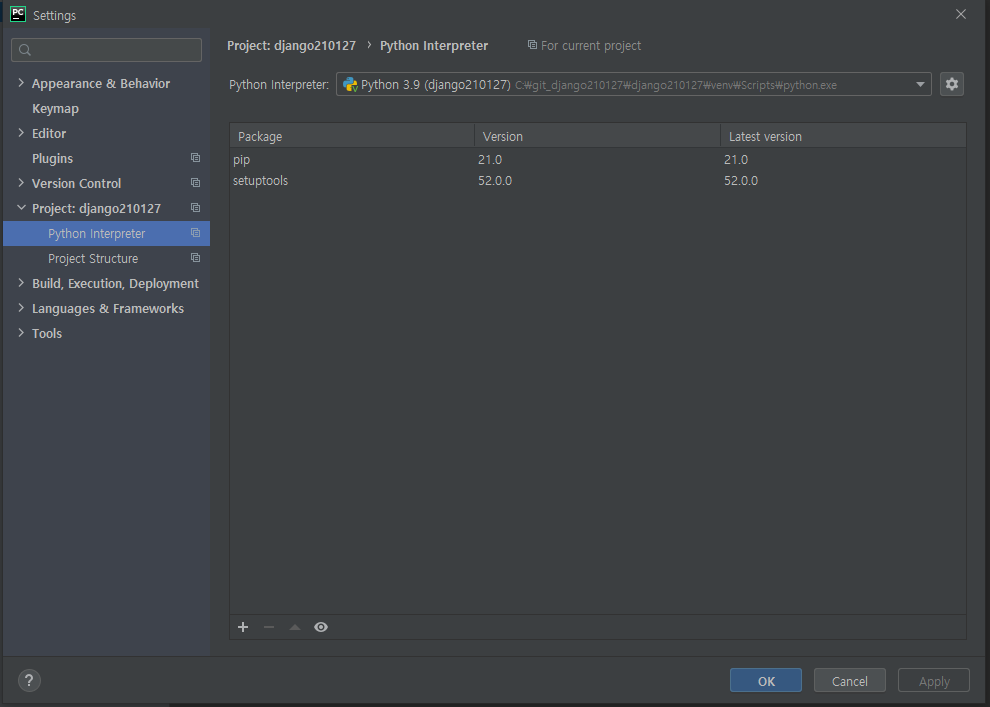 PC Settings
Project: django210127 › Python Interpreter For current project
Python Interpreter: Python 3.9 (django210127) C:₩git_django210127₩django210127₩venv₩Scripts₩python.exe
Appearance & Behavior
Keymap
Editor
Plugins
Version Control
Project: django210127
Python Interpreter
Project Structure
Build, Execution, Deployment
Languages & Frameworks
Tools
Package Version Latest version
pip 21.0 21.0
setuptools 52.0.0 52.0.0
? OK Cancel Apply